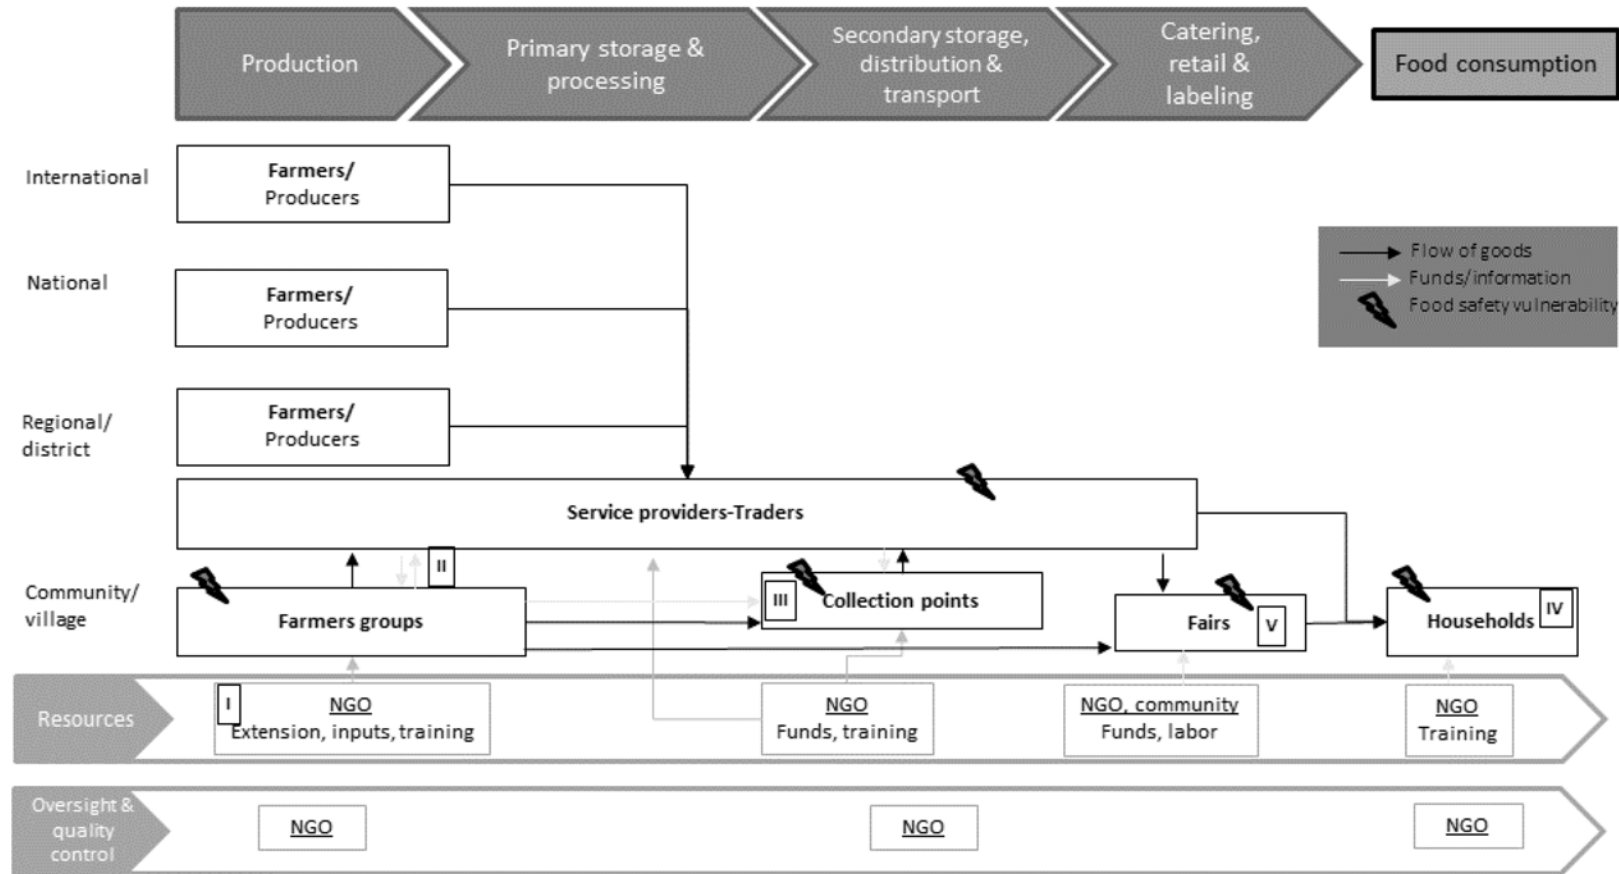 Production
Primary storage &
processing
Secondary storage,
distribution &
transport
Catering,
retail &
labeling
Food consumption
International
Farmers/
Producers
Flow of goods
Funds/information
Food safety vulnerability
National
Farmers/
Producers
Regional/
district
Farmers/
Producers
Service providers-Traders
Community/
village
II
Farmers groups
III
Collection points
Fairs
V
Households
IV
Resources
I
NGO
Extension, inputs, training
NGO
Funds, training
NGO, community
Funds, labor
NGO
Training
Oversight &
quality
control
NGO
NGO
NGO